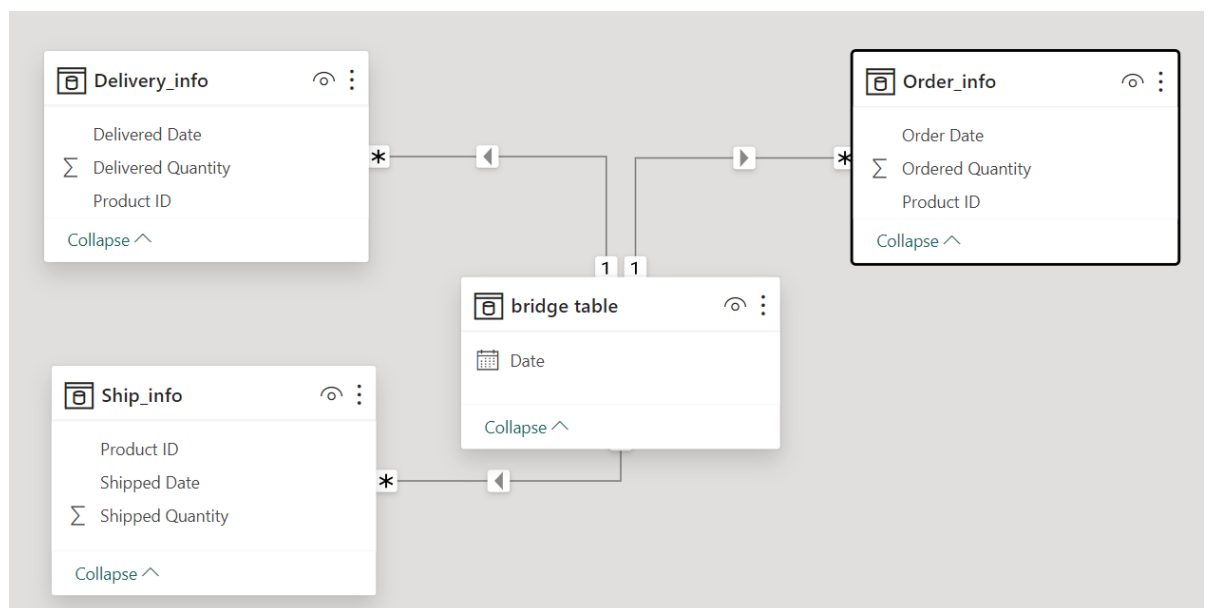 Delivery_info
Delivered Date
Delivered Quantity
Product ID
Collapse
*
1
1
*
Order_info
Order Date
Ordered Quantity
Product ID
Collapse
bridge table
Date
Collapse
Ship_info
Product ID
Shipped Date
Shipped Quantity
Collapse
*